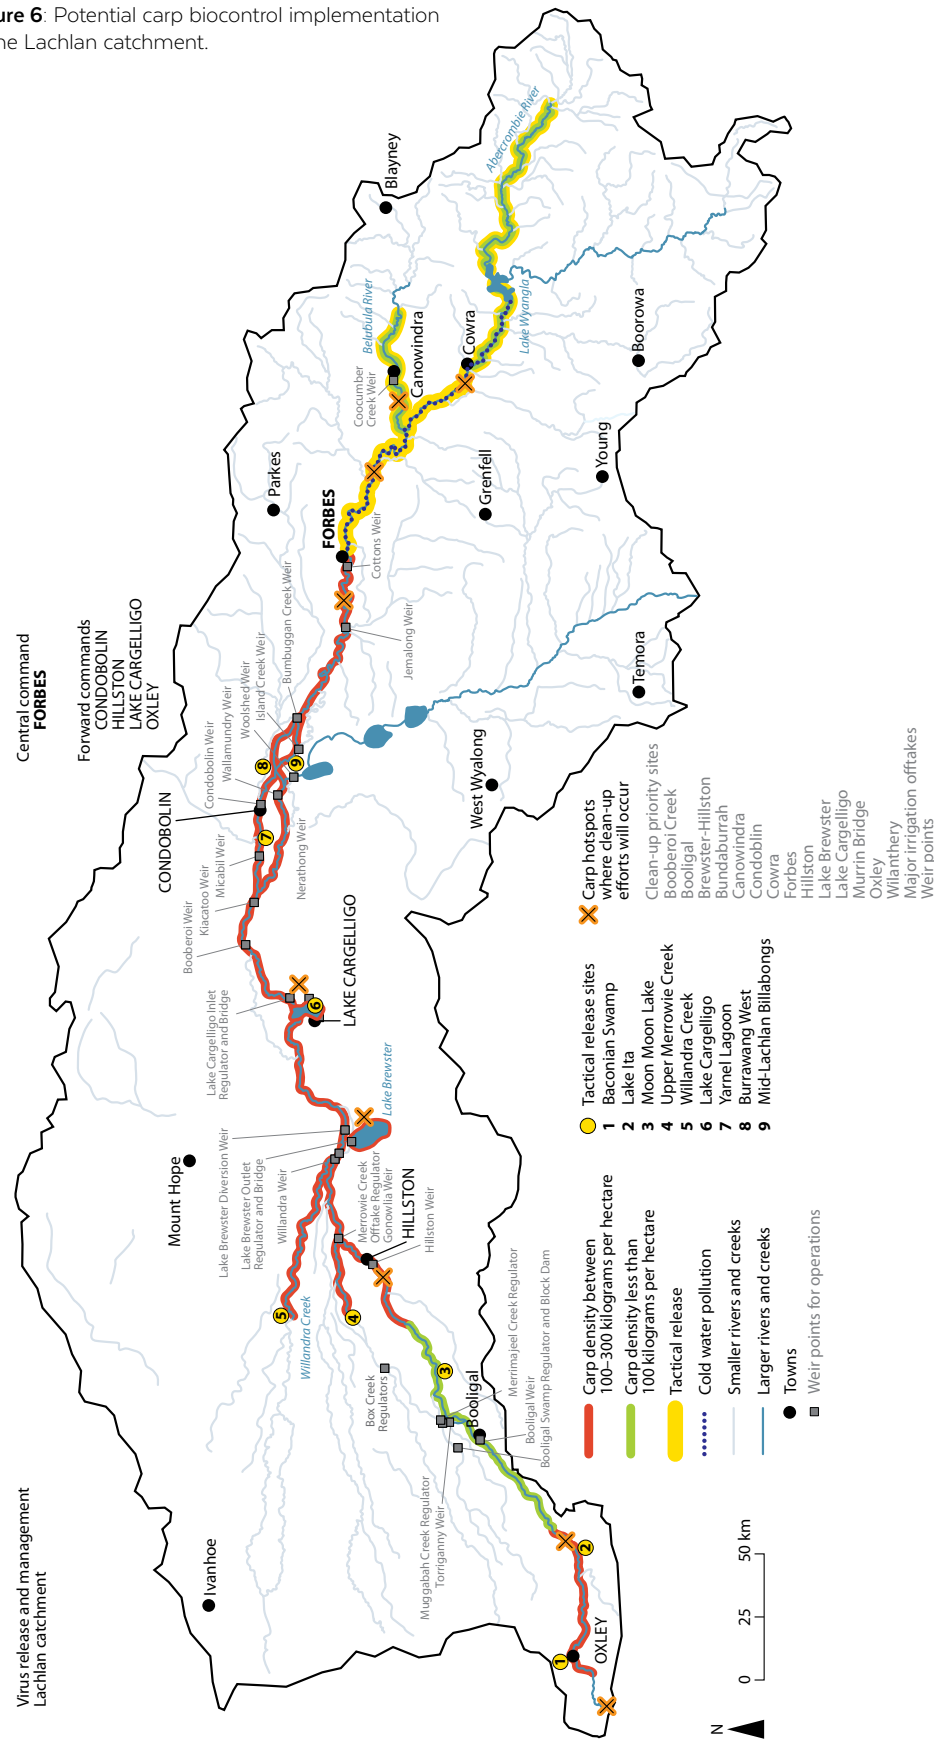 ure 6: Potential carp biocontrol implementation
ne Lachlan catchment.
Virus release and management
Lachlan catchment
Central command
FORBES
Forward commands
CONDOBOLIN
HILLSTON
LAKE CARGELLIGO
OXLEY
Ivanhoe
Mount Hope
CONDOBOLIN
Parkes
FORBES
Blayney
Canowindra
Cowra
Boorowa
Young
Grenfell
Temora
West Wyalong
LAKE CARGELLIGO
HILLSTON
Booligal
OXLEY
Abercrombie River
Belubula River
Lake Wyangla
Lake Brewster
Willandra Creek
Coocumber
Creek Weir
Cottons Weir
Jemalong Weir
Bumbuggan Creek Weir
Island Creek Weir
Woolshed Weir
Wallamundry Weir
Condobolin Weir
Micabil Weir
Kiacatoo Weir
Booberoi Weir
Nerathong Weir
Lake Cargelligo Inlet
Regulator and Bridge
Lake Brewster Diversion Weir
Lake Brewster Outlet
Regulator and Bridge
Willandra Weir
Merrowie Creek
Offtake Regulator
Gonowlia Weir
Hillston Weir
Box Creek
Regulators
Merrimajeel Creek Regulator
Booligal Weir
Booligal Swamp Regulator and Block Dam
Muggabah Creek Regulator
Torriganny Weir
1
2
3
4
5
6
7
8
9
N
0 25 50 km
Carp density between
100–300 kilograms per hectare
Carp density less than
100 kilograms per hectare
Tactical release
Cold water pollution
Smaller rivers and creeks
Larger rivers and creeks
Towns
Weir points for operations
Tactical release sites
1 Baconian Swamp
2 Lake Ita
3 Moon Moon Lake
4 Upper Merrowie Creek
5 Willandra Creek
6 Lake Cargelligo
7 Yarnel Lagoon
8 Burrawang West
9 Mid-Lachlan Billabongs
Carp hotspots
where clean-up
efforts will occur
Clean-up priority sites
Booberoi Creek
Booligal
Brewster-Hillston
Bundaburrah
Canowindra
Condoblin
Cowra
Forbes
Hillston
Lake Brewster
Lake Cargelligo
Murrin Bridge
Oxley
Wilanthery
Major irrigation offtakes
Weir points